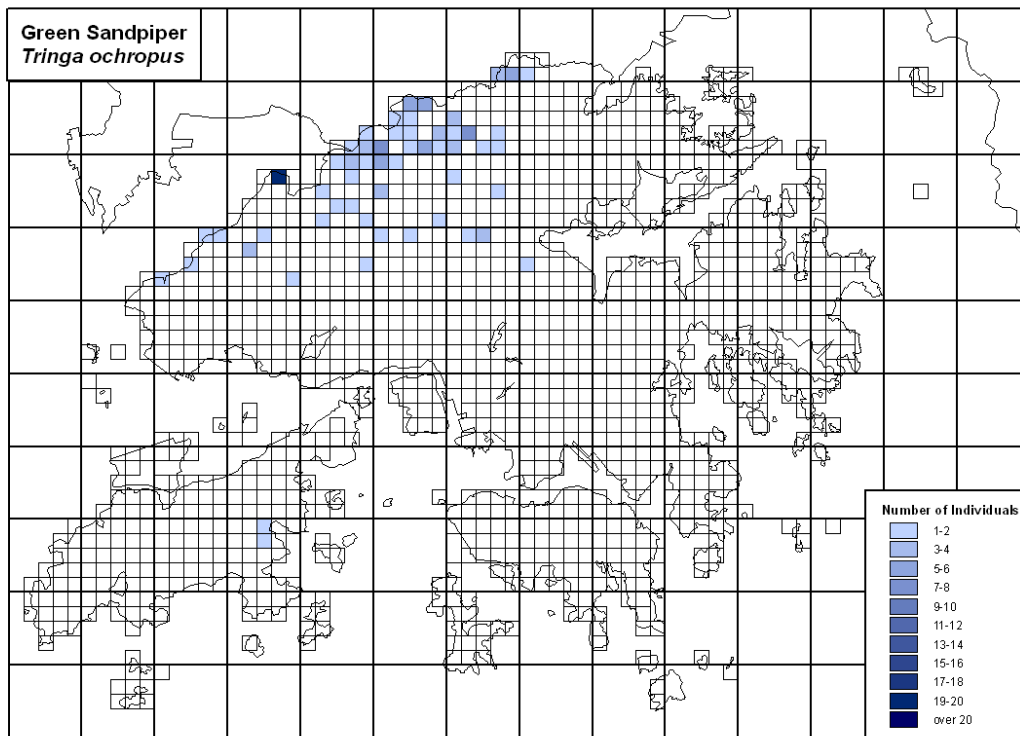 Green Sandpiper
Tringa ochropus
Number of Individuals
1-2
3-4
5-6
7-8
9-10
11-12
13-14
15-16
17-18
19-20
over 20